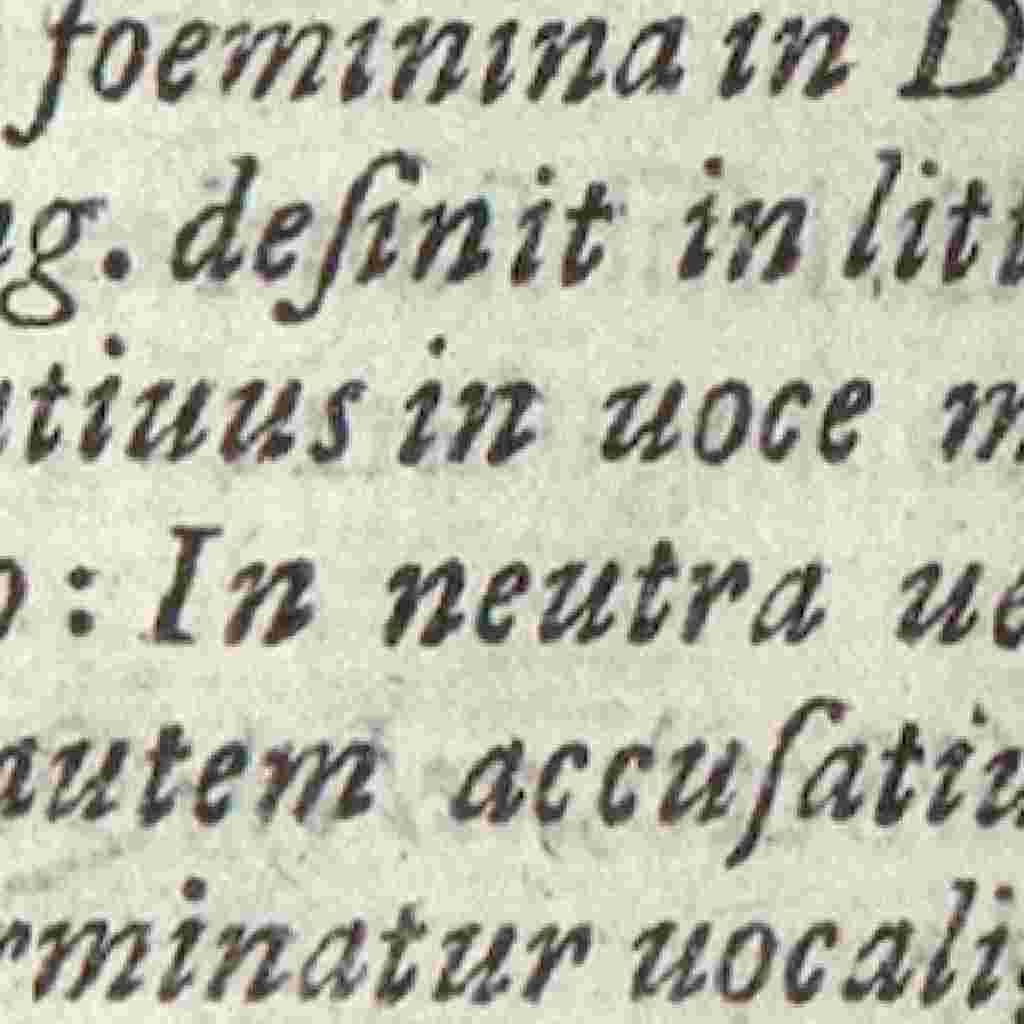 foeminina in D
g. deſinit in litt
tiuus in uoce m
: In neutra ue
autem accuſatiu
rminatur uocali